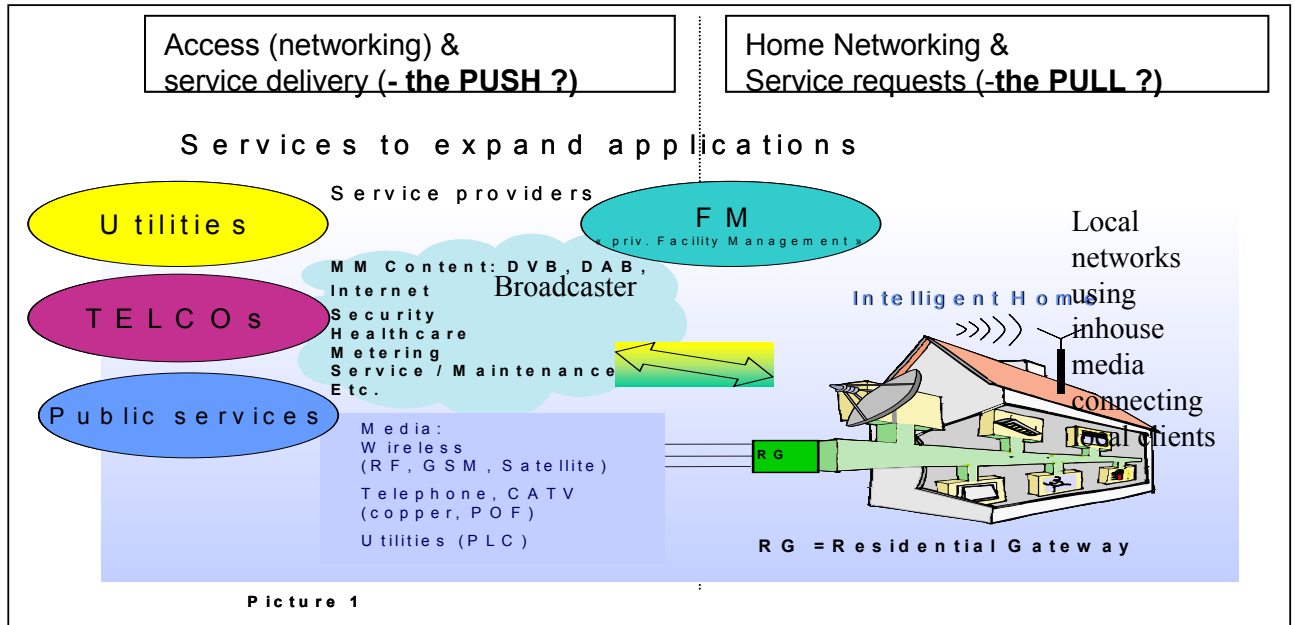 Access (networking) &
service delivery (- the PUSH ?)
Home Networking &
Service requests (-the PULL ?)
Services to expand applications
Service providers
Utilities
TELCOs
Public services
FM
« priv. Facility Management »
MM Content: DVB, DAB,
Internet
Broadcaster
Security
Healthcare
Metering
Service / Maintenance
Etc.
Media:
Wireless
(RF, GSM, Satellite)
Telephone, CATV
(copper, POF)
Utilities (PLC)
RG
Intelligent Home
Local
networks
using
inhouse
media
connecting
local clients
RG =Residential Gateway
Picture 1